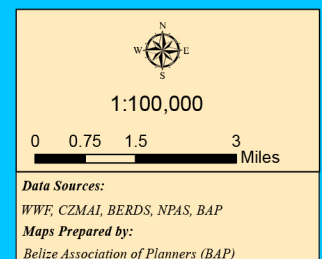 N
W E
S
1:100,000
0 0.75 1.5 3
Miles
Data Sources:
WWF, CZMAI, BERDS, NPAS, BAP
Maps Prepared by:
Belize Association of Planners (BAP)